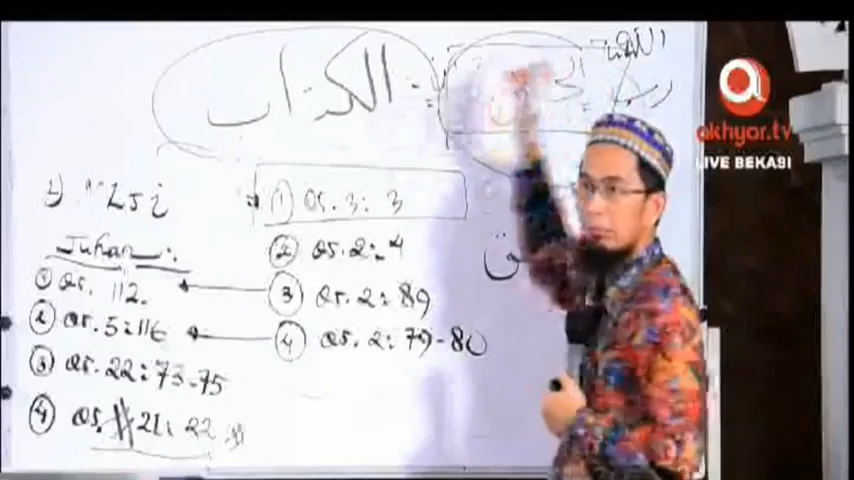 الكتاب
akhyar.tv
LIVE BEKASI
① QS. 3: 3
② QS. 2: 4
③ QS. 2: 89
④ QS. 2: 79-80
1) isi
Tuhan
① QS. 112.
② QS. 5: 116
③ QS. 22: 73-75
④ QS. 21: 22